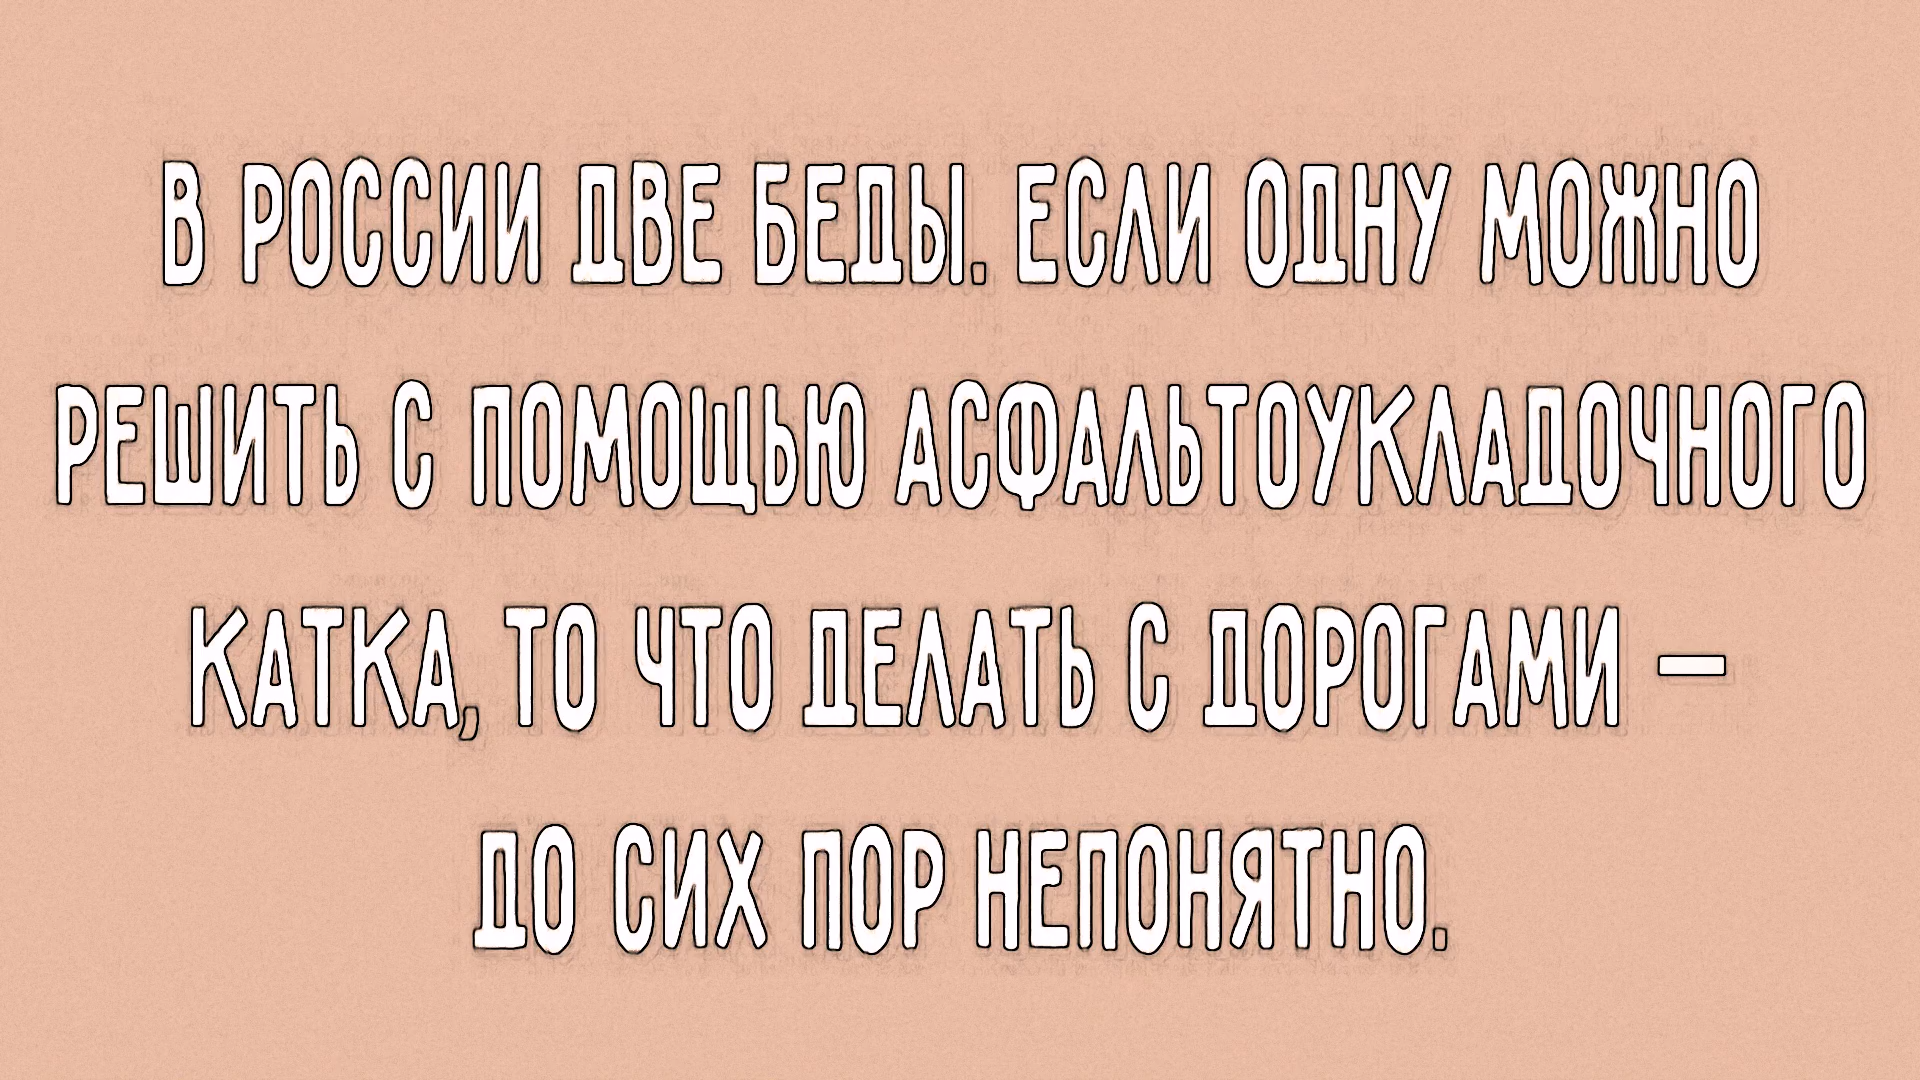 В РОССИИ ДВЕ БЕДЫ. ЕСЛИ ОДНУ МОЖНО
РЕШИТЬ С ПОМОЩЬЮ АСФАЛЬТОУКЛАДОЧНОГО
КАТКА, ТО ЧТО ДЕЛАТЬ С ДОРОГАМИ —
ДО СИХ ПОР НЕПОНЯТНО.